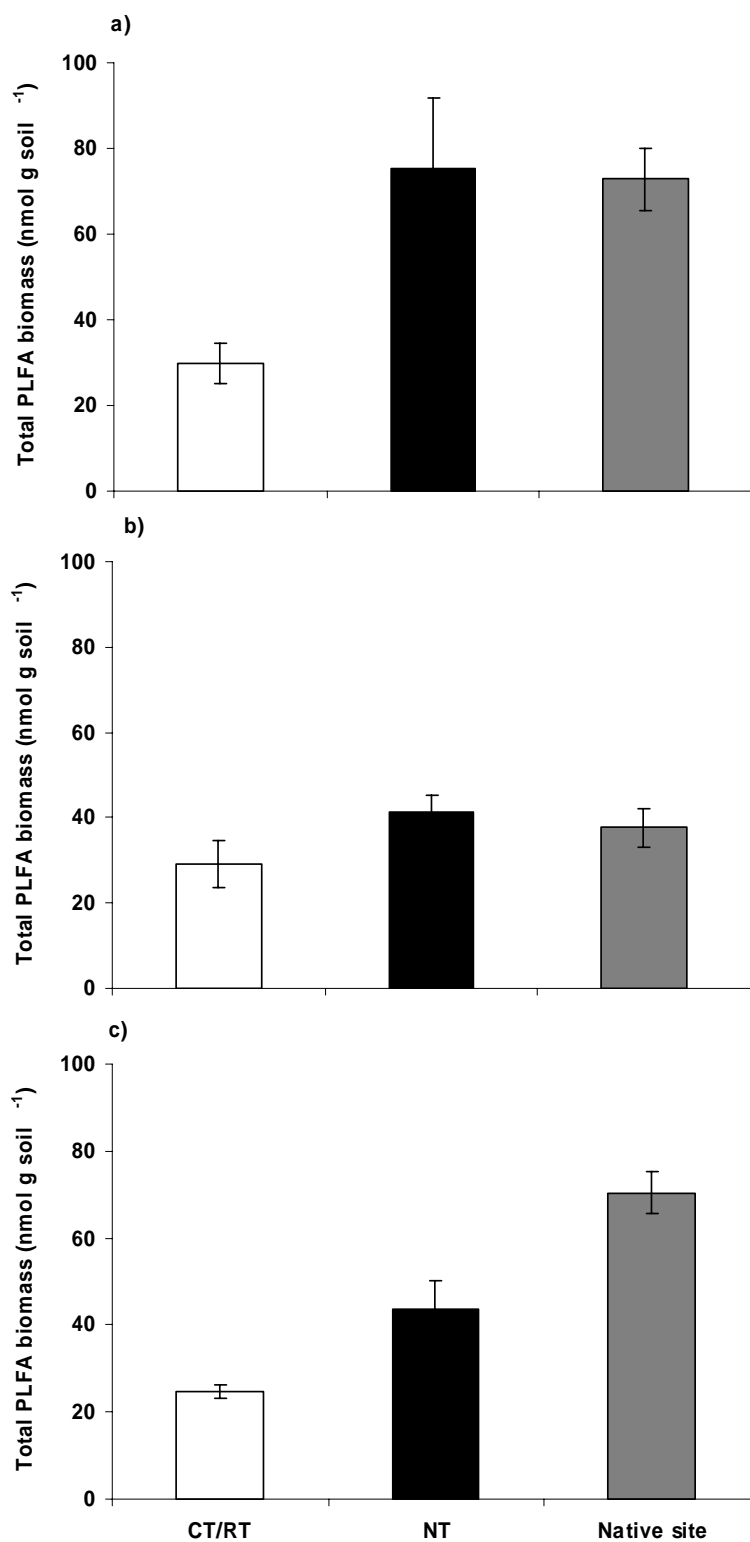 a)
Total PLFA biomass (nmol g soil -1)
100
80
60
40
20
0
b)
Total PLFA biomass (nmol g soil -1)
100
80
60
40
20
0
c)
Total PLFA biomass (nmol g soil -1)
100
80
60
40
20
0
CT/RT NT Native site